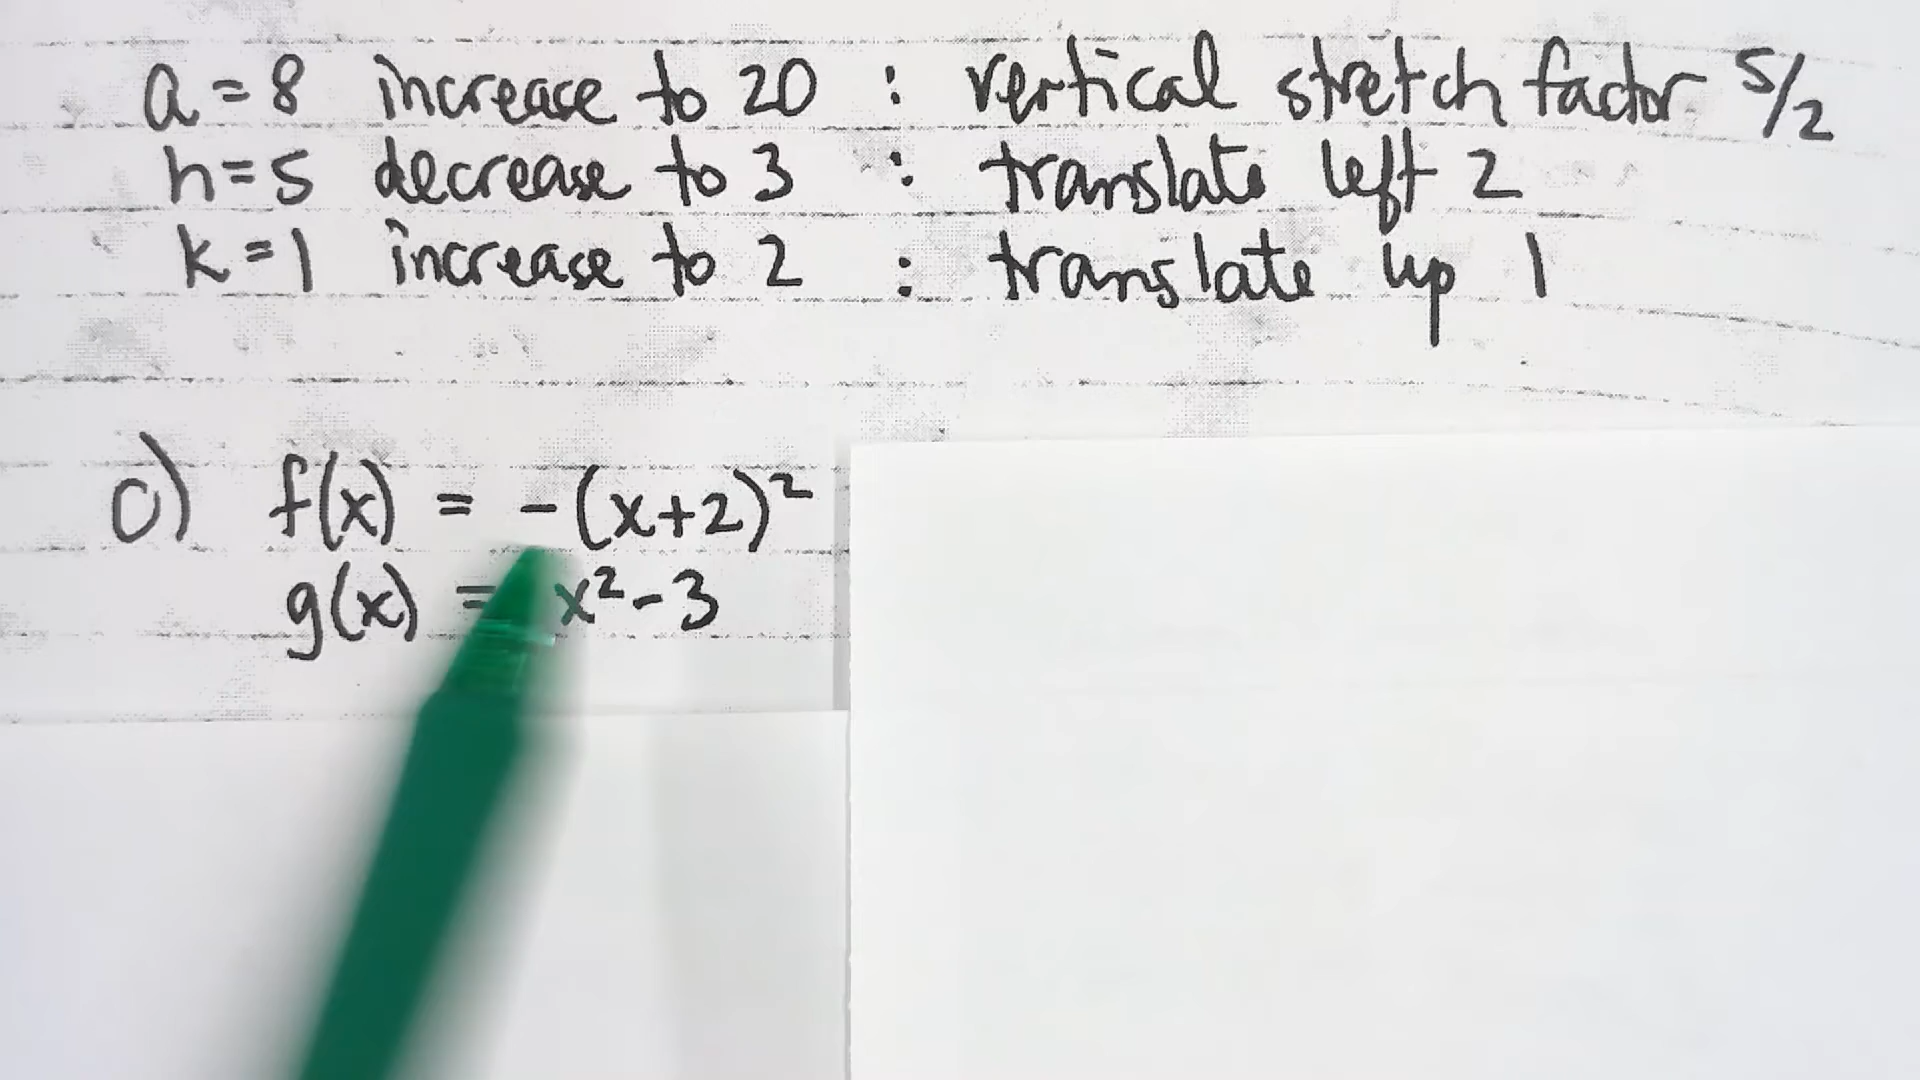 a = 8 increase to 20 : vertical stretch factor 5/2
h = 5 decrease to 3 : translate left 2
k = 1 increase to 2 : translate up 1
c) f(x) = -(x+2)²
g(x) = x²-3